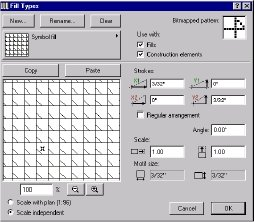 Fill Types
New...
Rename...
Clear
Bitmapped pattern:
Symbol fill
Use with:
Fills
Construction elements
Copy
Paste
Strokes:
3/32"
0"
0"
3/32"
Regular arrangement
Angle: 0.00°
Scale:
1.00
1.00
Motif size:
3/32"
3/32"
100 %
Scale with plan (1:96)
Scale independent
Cancel
OK